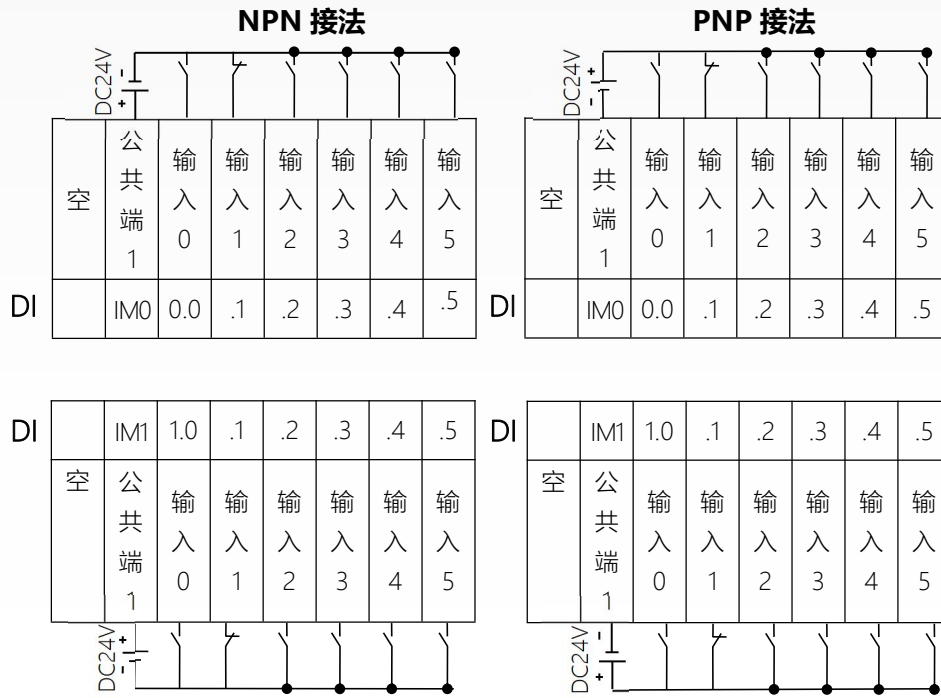 NPN 接法
PNP 接法
DC24V
-
+
空
公共端1
输入0
输入1
输入2
输入3
输入4
输入5
DI
IM0
0.0
.1
.2
.3
.4
.5
DC24V
+
-
空
公共端1
输入0
输入1
输入2
输入3
输入4
输入5
DI
IM0
0.0
.1
.2
.3
.4
.5
DI
IM1
1.0
.1
.2
.3
.4
.5
空
公共端1
输入0
输入1
输入2
输入3
输入4
输入5
DC24V
+
-
DI
IM1
1.0
.1
.2
.3
.4
.5
空
公共端1
输入0
输入1
输入2
输入3
输入4
输入5
DC24V
-
+